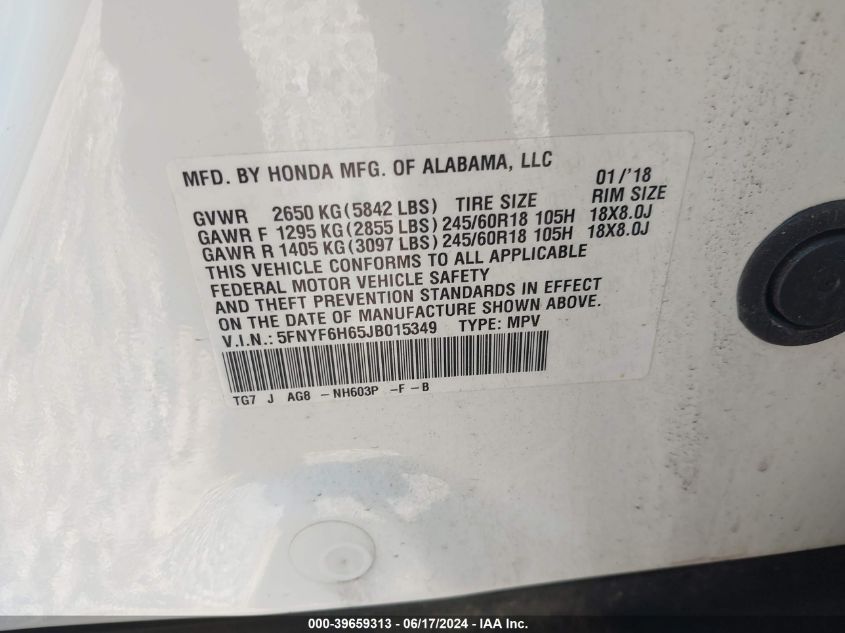 MFD. BY HONDA MFG. OF ALABAMA, LLC 01/'18
GVWR 2650 KG(5842 LBS) TIRE SIZE RIM SIZE
GAWR F 1295 KG(2855 LBS)245/60R18 105H 18X8.0J
GAWR R 1405 KG(3097 LBS)245/60R18 105H 18X8.0J
THIS VEHICLE CONFORMS TO ALL APPLICABLE
FEDERAL MOTOR VEHICLE SAFETY
AND THEFT PREVENTION STANDARDS IN EFFECT
ON THE DATE OF MANUFACTURE SHOWN ABOVE.
V.I.N.: 5FNYF6H65JB015349 TYPE: MPV
TG7 J AG8 -NH603P -F-B
000-39659313 - 06/17/2024 - IAA Inc.